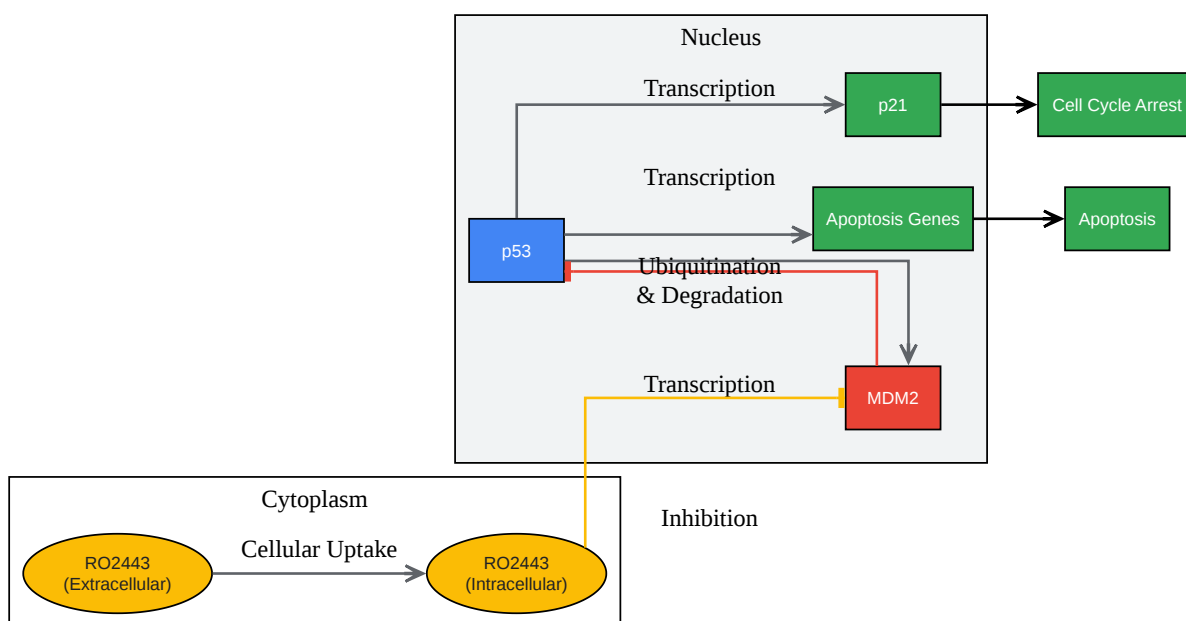 Nucleus
Transcription
p21
Cell Cycle Arrest
Transcription
Apoptosis Genes
Apoptosis
p53
Ubiquitination
& Degradation
Transcription
MDM2
Cytoplasm
Inhibition
Cellular Uptake
RO2443
(Extracellular)
RO2443
(Intracellular)